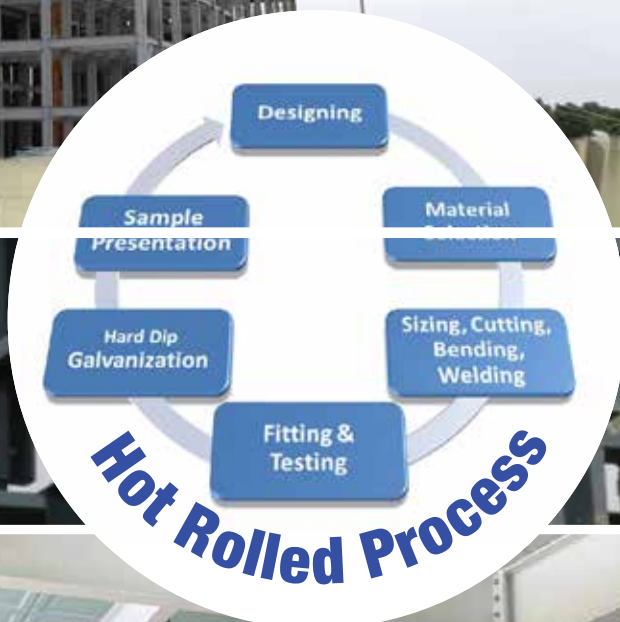 Designing
Material
Sizing, Cutting,
Bending,
Welding
Fitting &
Testing
Hard Dip
Galvanization
Sample
Presentation
Hot Rolled Process